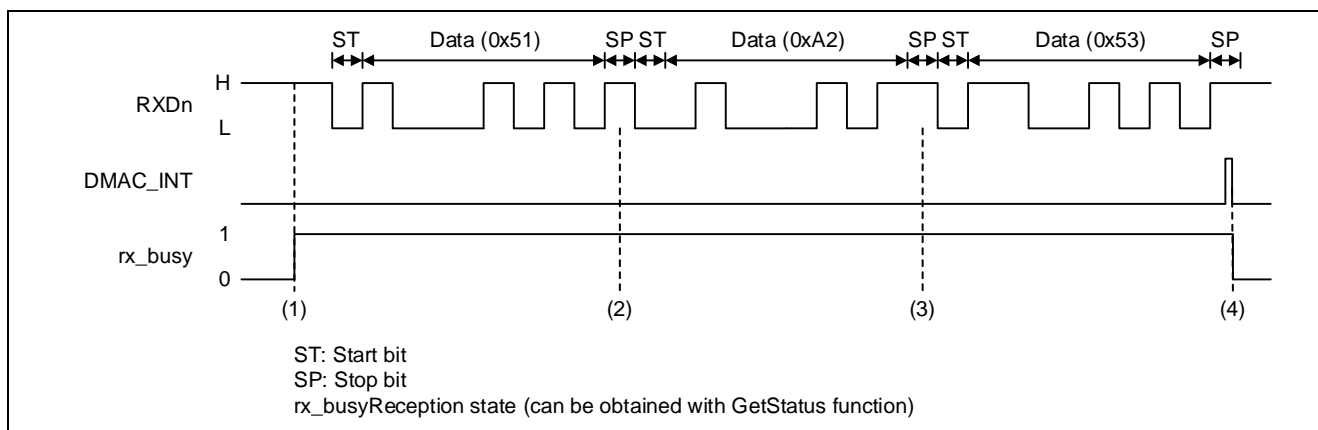 ST Data (0x51) SP ST Data (0xA2) SP ST Data (0x53) SP
H
RXDn
L
DMAC_INT
1
rx_busy
0
(1) (2) (3) (4)
ST: Start bit
SP: Stop bit
rx_busyReception state (can be obtained with GetStatus function)